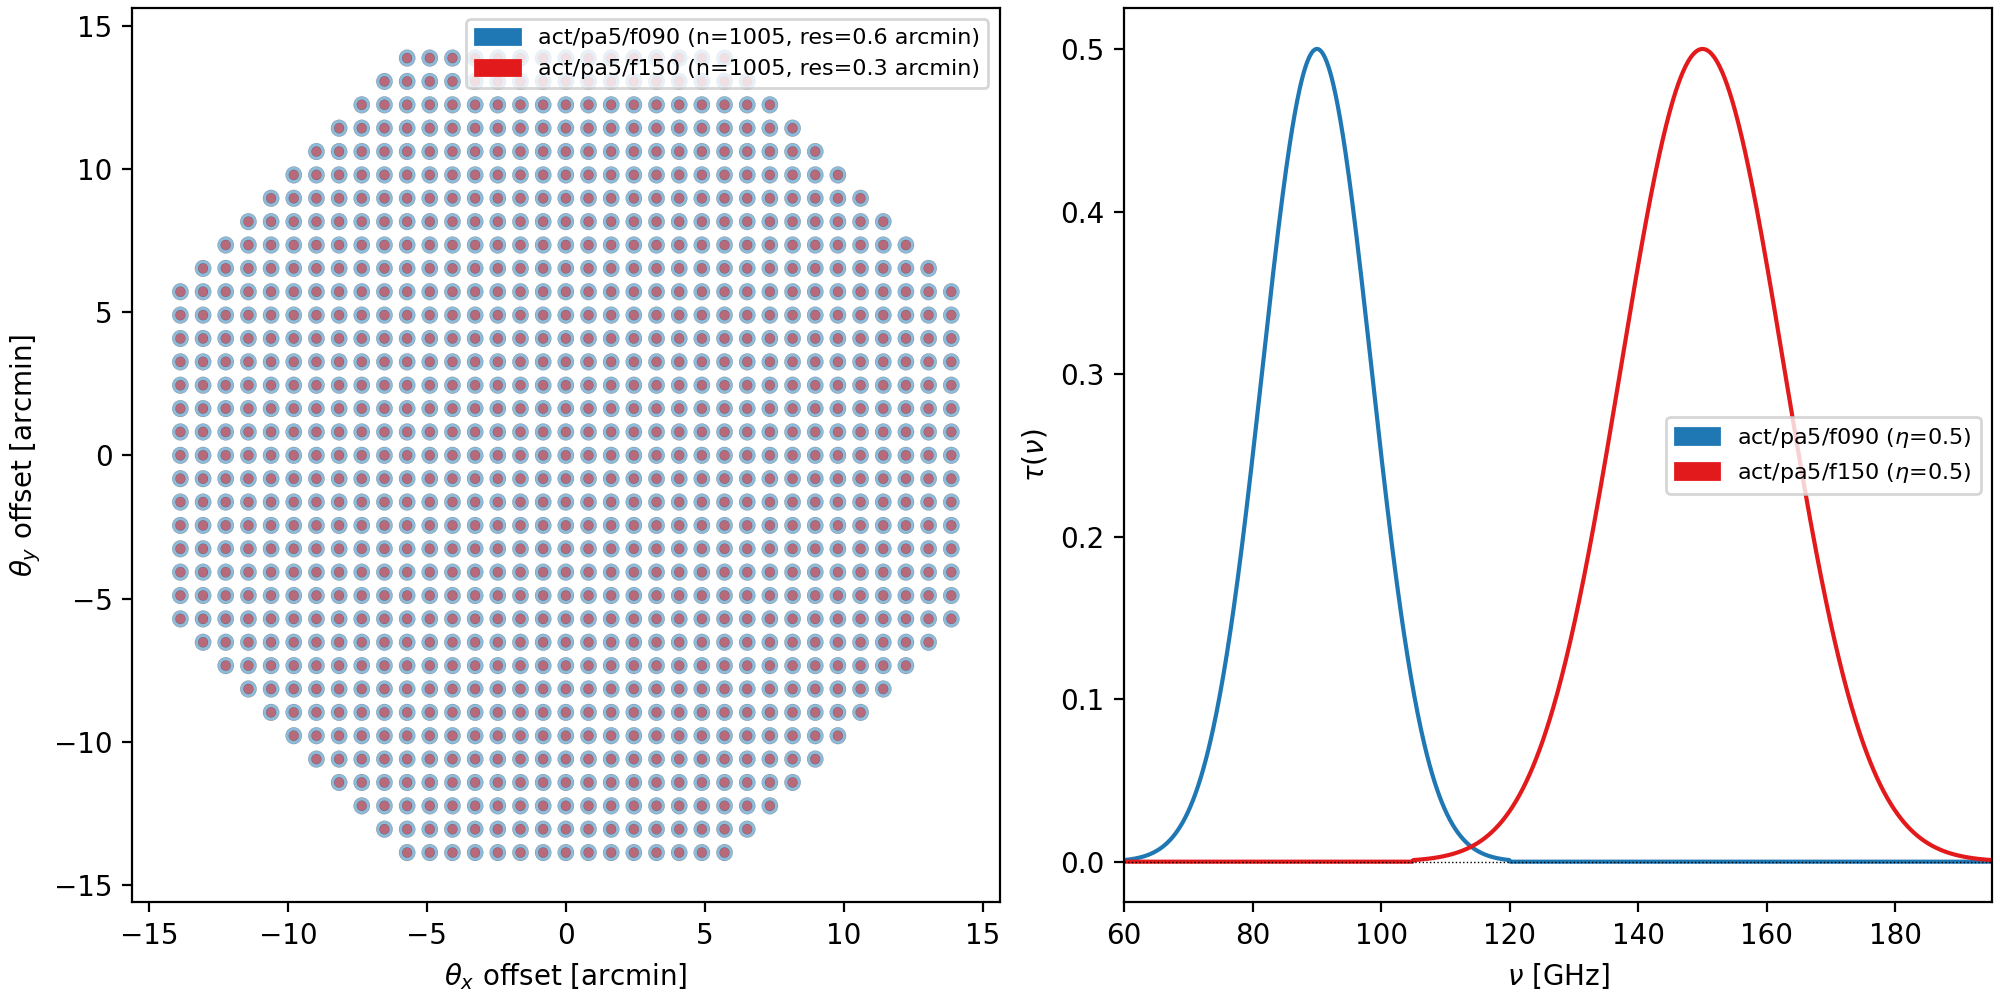 act/pa5/f090 (n=1005, res=0.6 arcmin)
act/pa5/f150 (n=1005, res=0.3 arcmin)
15
10
5
0
−5
−10
−15
θy offset [arcmin]
−15 −10 −5 0 5 10 15
θx offset [arcmin]
0.5
0.4
0.3
0.2
0.1
0.0
τ(ν)
act/pa5/f090 (η=0.5)
act/pa5/f150 (η=0.5)
60 80 100 120 140 160 180
ν [GHz]